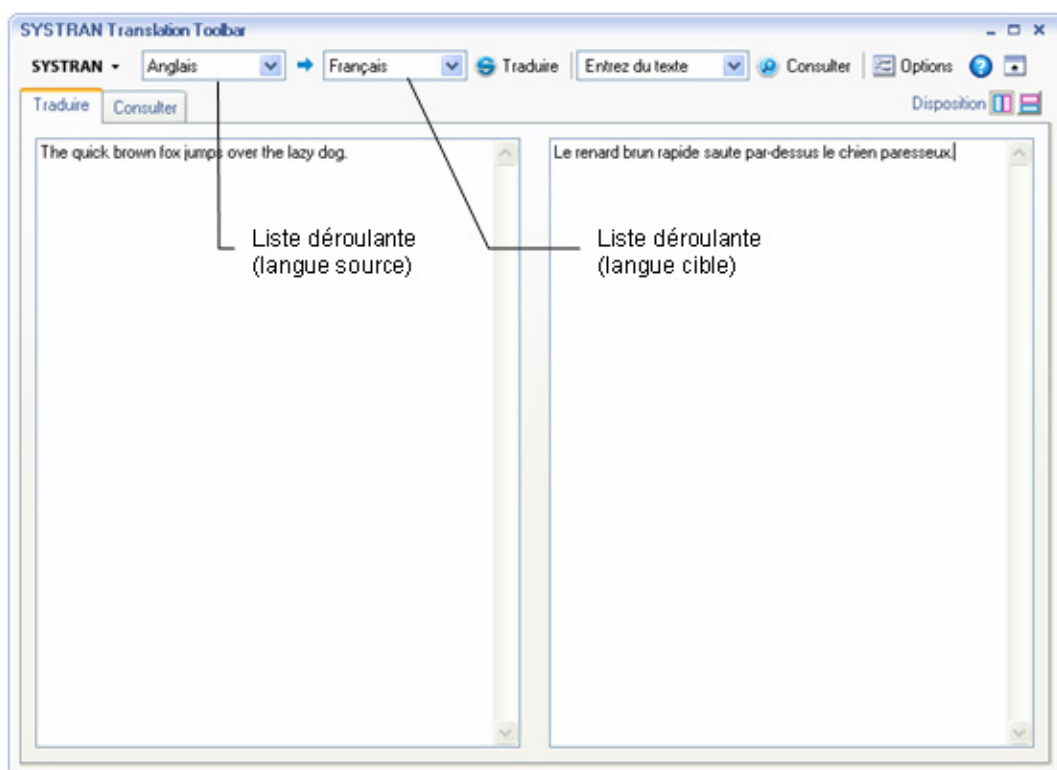 SYSTRAN Translation Toolbar
SYSTRAN Anglais Français Traduire Entrez du texte Consulter Options
Traduire Consulter Disposition
The quick brown fox jumps over the lazy dog.
Le renard brun rapide saute par-dessus le chien paresseux.
Liste déroulante
(langue source)
Liste déroulante
(langue cible)